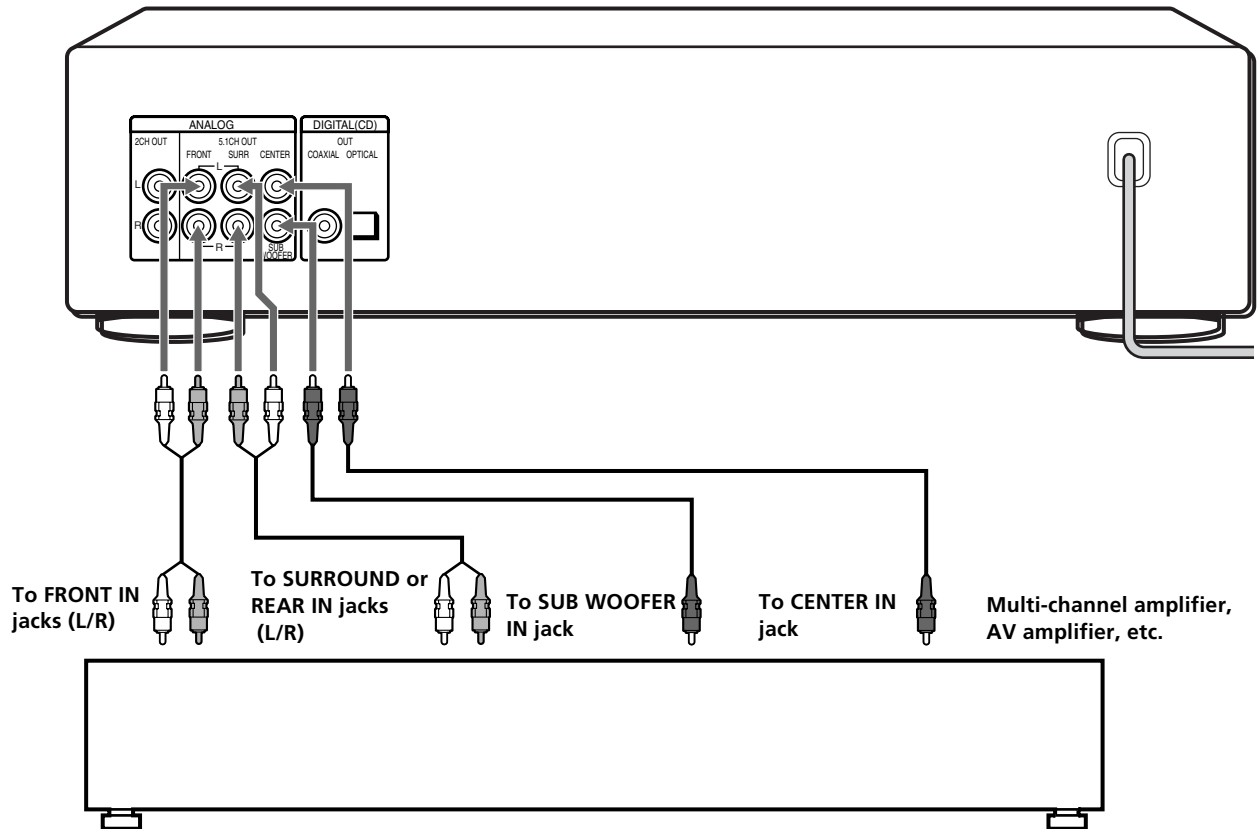 ANALOG
DIGITAL(CD)
2CH OUT
5.1CH OUT
OUT
FRONT
SURR
CENTER
COAXIAL
OPTICAL
L
L
R
R
SUB
WOOFER
To FRONT IN
jacks (L/R)
To SURROUND or
REAR IN jacks
(L/R)
To SUB WOOFER
IN jack
To CENTER IN
jack
Multi-channel amplifier,
AV amplifier, etc.